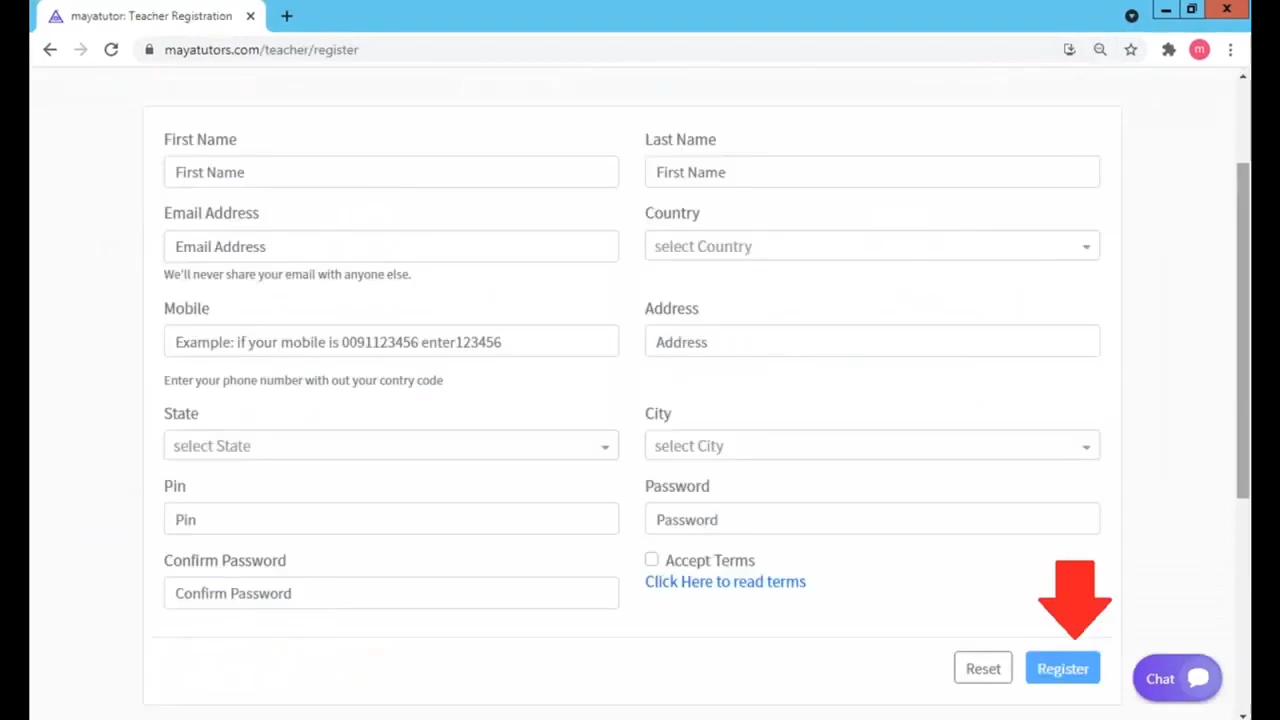 mayatutor: Teacher Registration
mayatutors.com/teacher/register
m
First Name
Last Name
First Name
First Name
Email Address
Country
Email Address
select Country
We'll never share your email with anyone else.
Mobile
Address
Example: if your mobile is 0091123456 enter123456
Address
Enter your phone number with out your contry code
State
City
select State
select City
Pin
Password
Pin
Password
Confirm Password
Accept Terms
Click Here to read terms
Confirm Password
Reset
Register
Chat